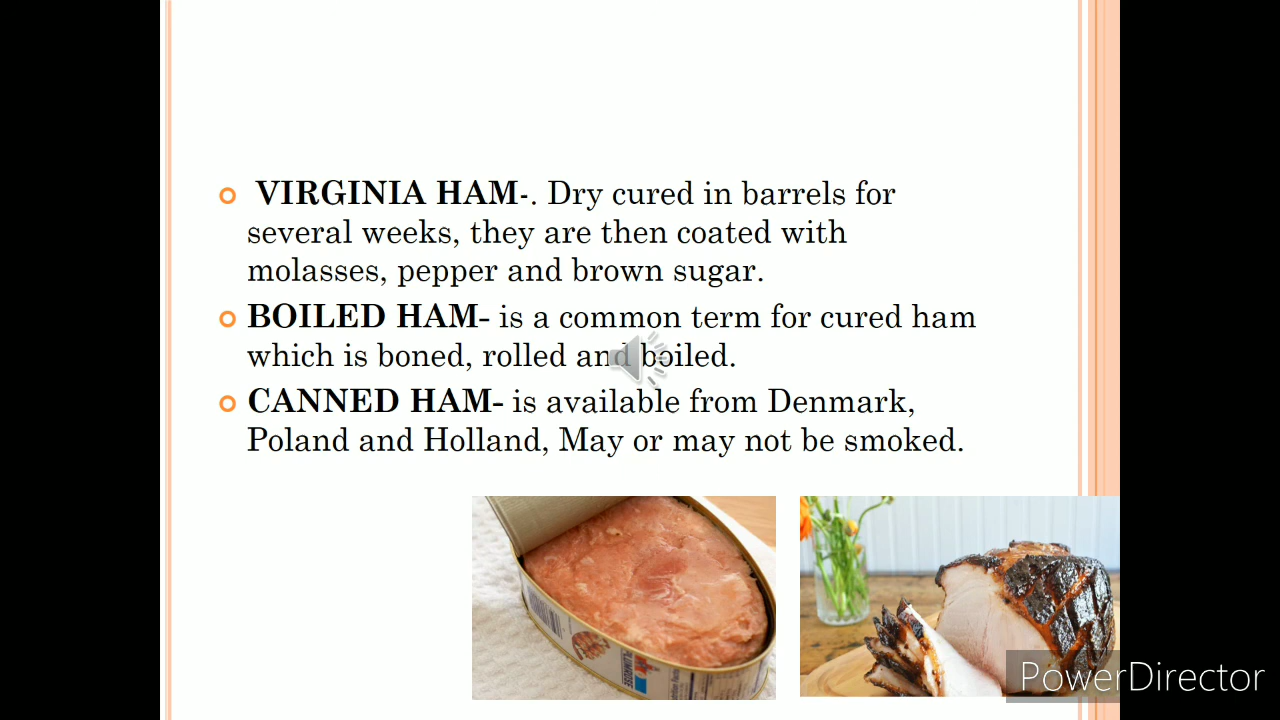 VIRGINIA HAM-. Dry cured in barrels for
several weeks, they are then coated with
molasses, pepper and brown sugar.
BOILED HAM- is a common term for cured ham
which is boned, rolled and boiled.
CANNED HAM- is available from Denmark,
Poland and Holland, May or may not be smoked.
PowerDirector